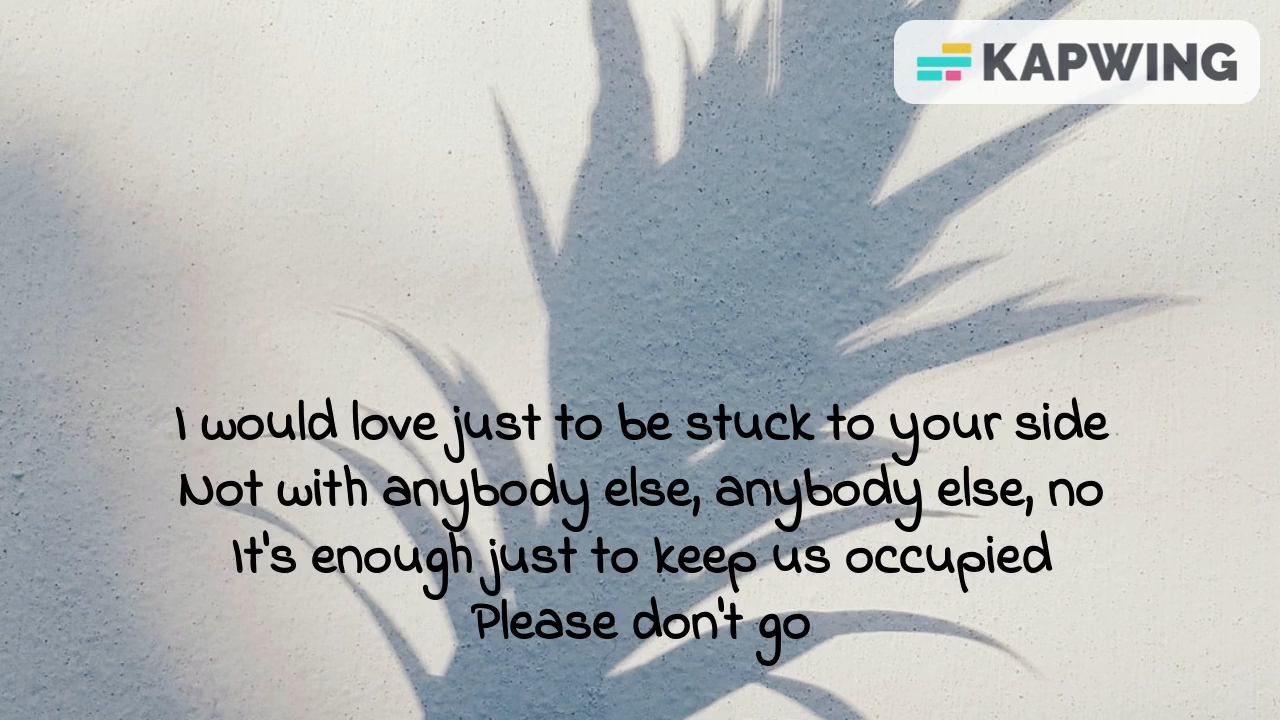 KAPWING
I would love just to be stuck to your side
Not with anybody else, anybody else, no
It's enough just to keep us occupied
Please don't go